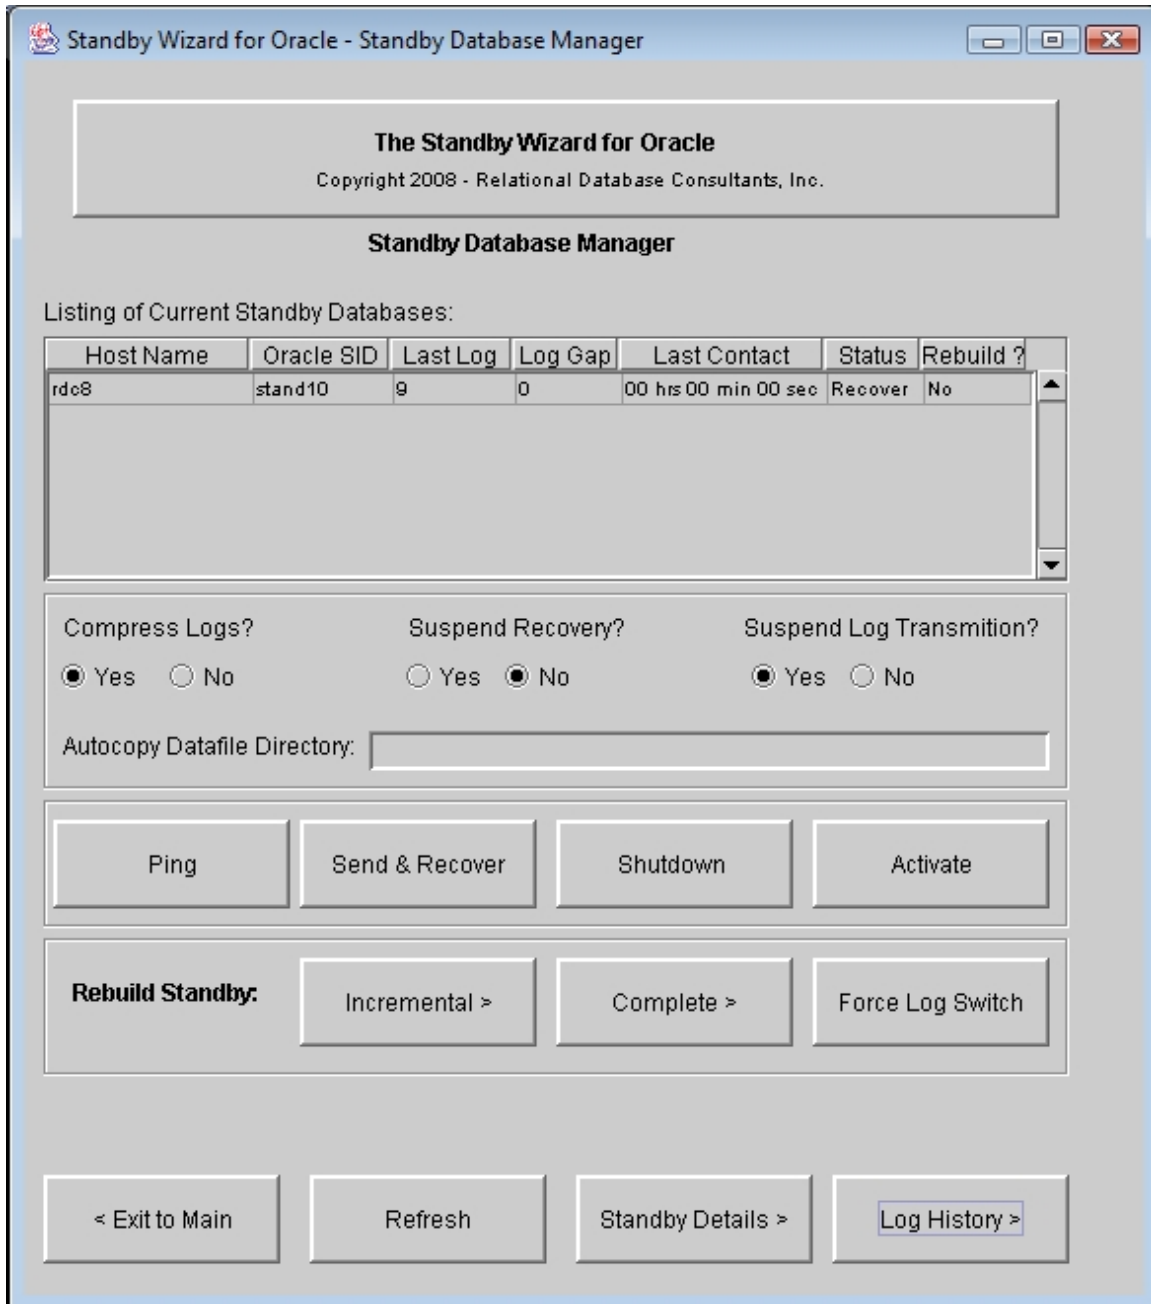 Standby Wizard for Oracle - Standby Database Manager
The Standby Wizard for Oracle
Copyright 2008 - Relational Database Consultants, Inc.
Standby Database Manager
Listing of Current Standby Databases:
Host Name Oracle SID Last Log Log Gap Last Contact Status Rebuild ?
rdc8 stand10 9 0 00 hrs 00 min 00 sec Recover No
Compress Logs? Suspend Recovery? Suspend Log Transmition?
Yes No Yes No Yes No
Autocopy Datafile Directory:
Ping Send & Recover Shutdown Activate
Rebuild Standby: Incremental > Complete > Force Log Switch
< Exit to Main Refresh Standby Details > Log History >